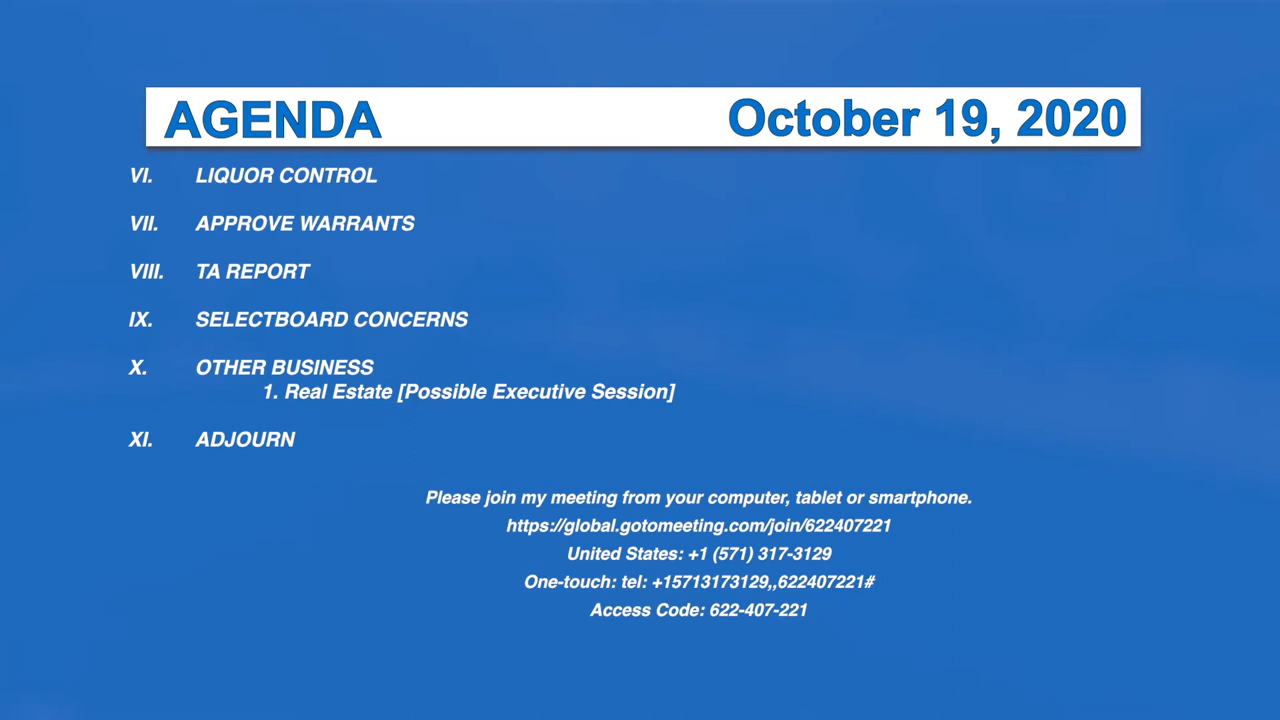 AGENDA October 19, 2020
VI. LIQUOR CONTROL
VII. APPROVE WARRANTS
VIII. TA REPORT
IX. SELECTBOARD CONCERNS
X. OTHER BUSINESS
1. Real Estate [Possible Executive Session]
XI. ADJOURN
Please join my meeting from your computer, tablet or smartphone.
https://global.gotomeeting.com/join/622407221
United States: +1 (571) 317-3129
One-touch: tel: +15713173129,,622407221#
Access Code: 622-407-221